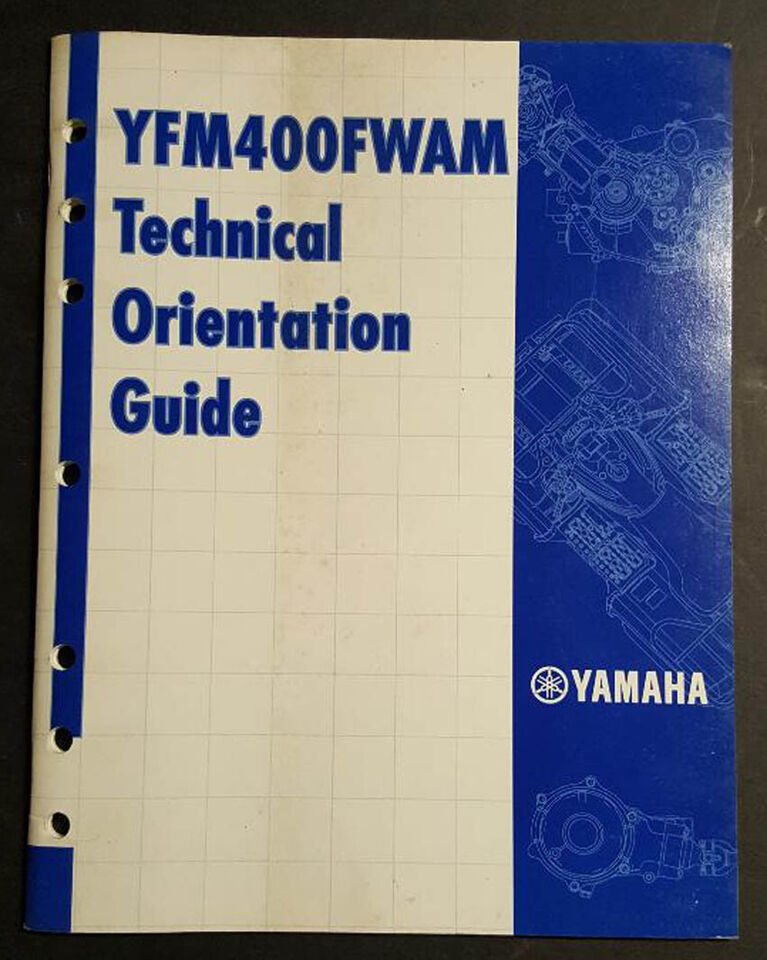 YFM400FWAM
Technical
Orientation
Guide
YAMAHA